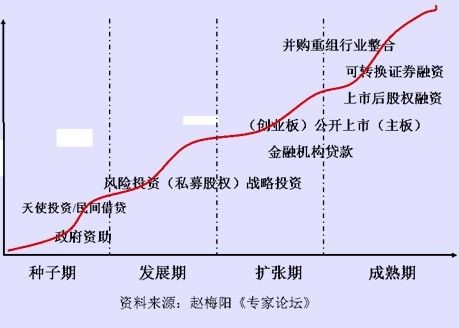 并购重组行业整合
可转换证券融资
上市后股权融资
（创业板）公开上市（主板）
金融机构贷款
风险投资（私募股权）战略投资
天使投资/民间借贷
政府资助
种子期 发展期 扩张期 成熟期
资料来源：赵梅阳《专家论坛》